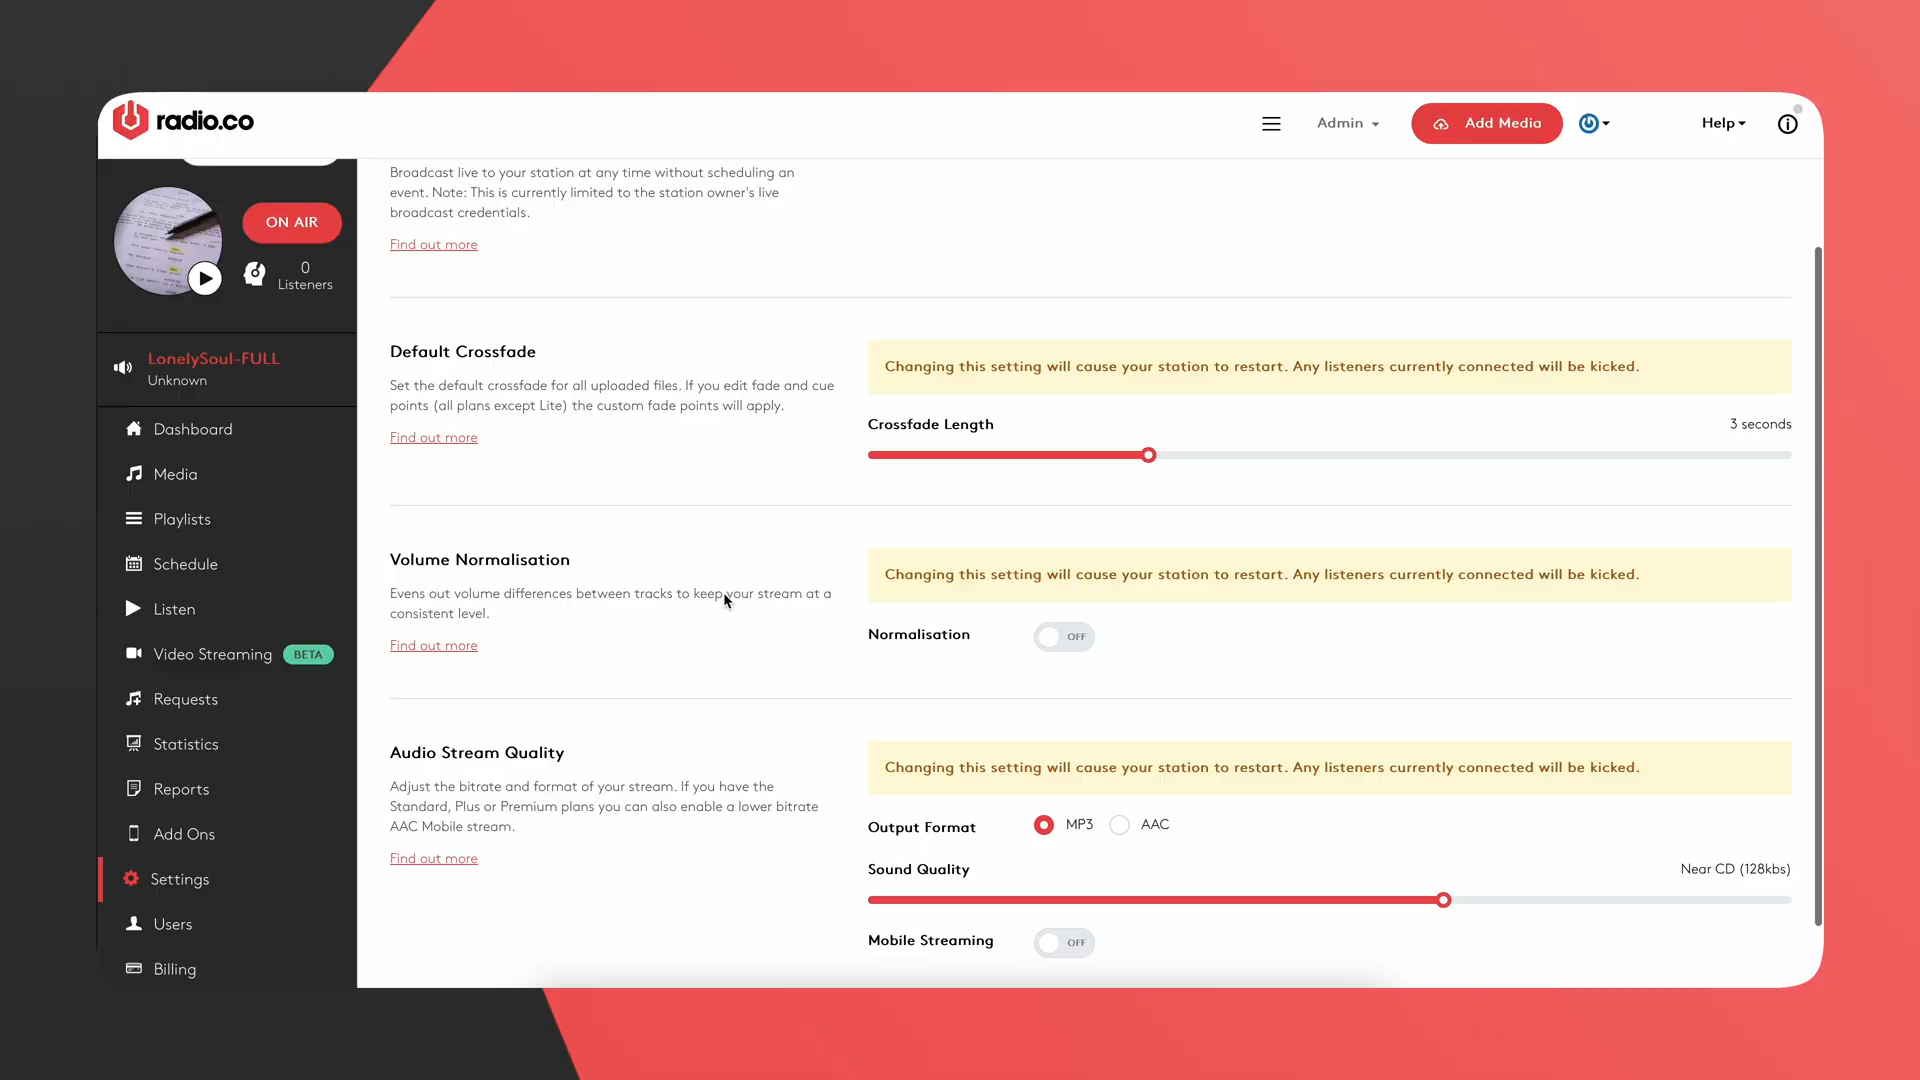 radio.co
Admin
Add Media
Help
ON AIR
0
Listeners
LonelySoul-FULL
Unknown
Dashboard
Media
Playlists
Schedule
Listen
Video Streaming BETA
Requests
Statistics
Reports
Add Ons
Settings
Users
Billing
Broadcast live to your station at any time without scheduling an
event. Note: This is currently limited to the station owner's live
broadcast credentials.
Find out more
Default Crossfade
Set the default crossfade for all uploaded files. If you edit fade and cue
points (all plans except Lite) the custom fade points will apply.
Find out more
Changing this setting will cause your station to restart. Any listeners currently connected will be kicked.
Crossfade Length 3 seconds
Volume Normalisation
Evens out volume differences between tracks to keep your stream at a
consistent level.
Find out more
Changing this setting will cause your station to restart. Any listeners currently connected will be kicked.
Normalisation OFF
Audio Stream Quality
Adjust the bitrate and format of your stream. If you have the
Standard, Plus or Premium plans you can also enable a lower bitrate
AAC Mobile stream.
Find out more
Changing this setting will cause your station to restart. Any listeners currently connected will be kicked.
Output Format MP3 AAC
Sound Quality Near CD (128kbs)
Mobile Streaming OFF